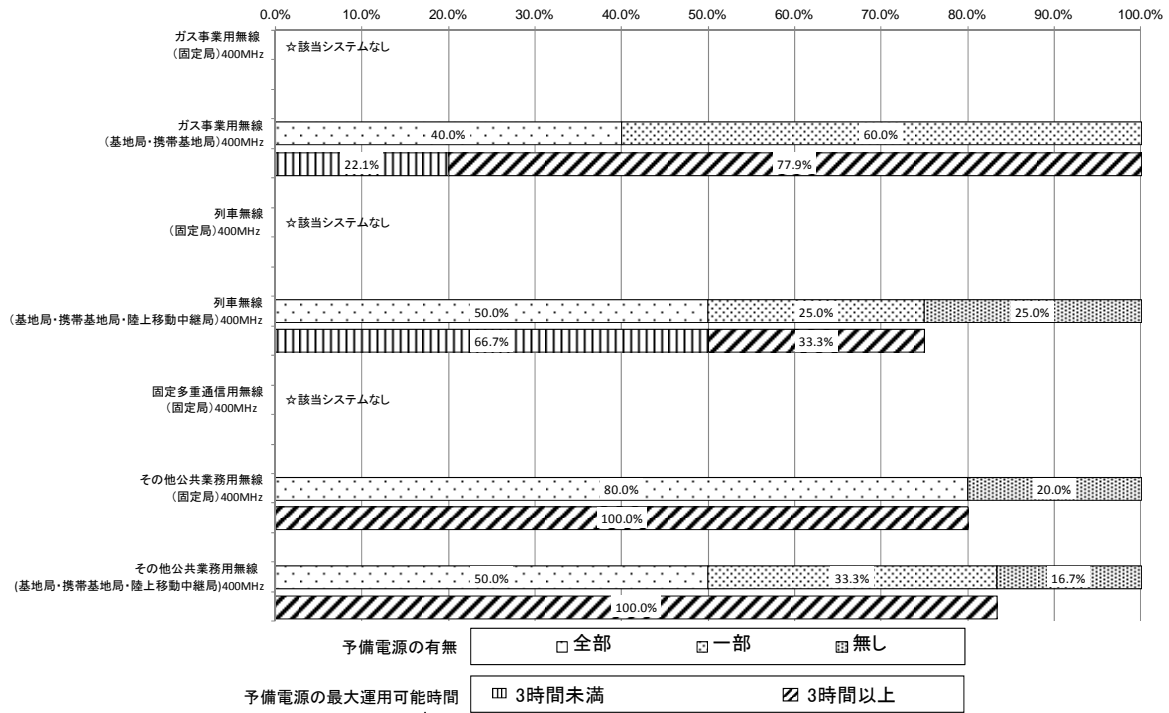 0.0% 10.0% 20.0% 30.0% 40.0% 50.0% 60.0% 70.0% 80.0% 90.0% 100.0%
ガス事業用無線
（固定局）400MHz
☆該当システムなし
ガス事業用無線
（基地局・携帯基地局）400MHz
40.0% 60.0%
22.1% 77.9%
列車無線
（固定局）400MHz
☆該当システムなし
列車無線
（基地局・携帯基地局・陸上移動中継局）400MHz
50.0% 25.0% 25.0%
66.7% 33.3%
固定多重通信用無線
（固定局）400MHz
☆該当システムなし
その他公共業務用無線
（固定局）400MHz
80.0% 20.0%
100.0%
その他公共業務用無線
(基地局・携帯基地局・陸上移動中継局)400MHz
50.0% 33.3% 16.7%
100.0%
予備電源の有無 全部 一部 無し
予備電源の最大運用可能時間 3時間未満 3時間以上